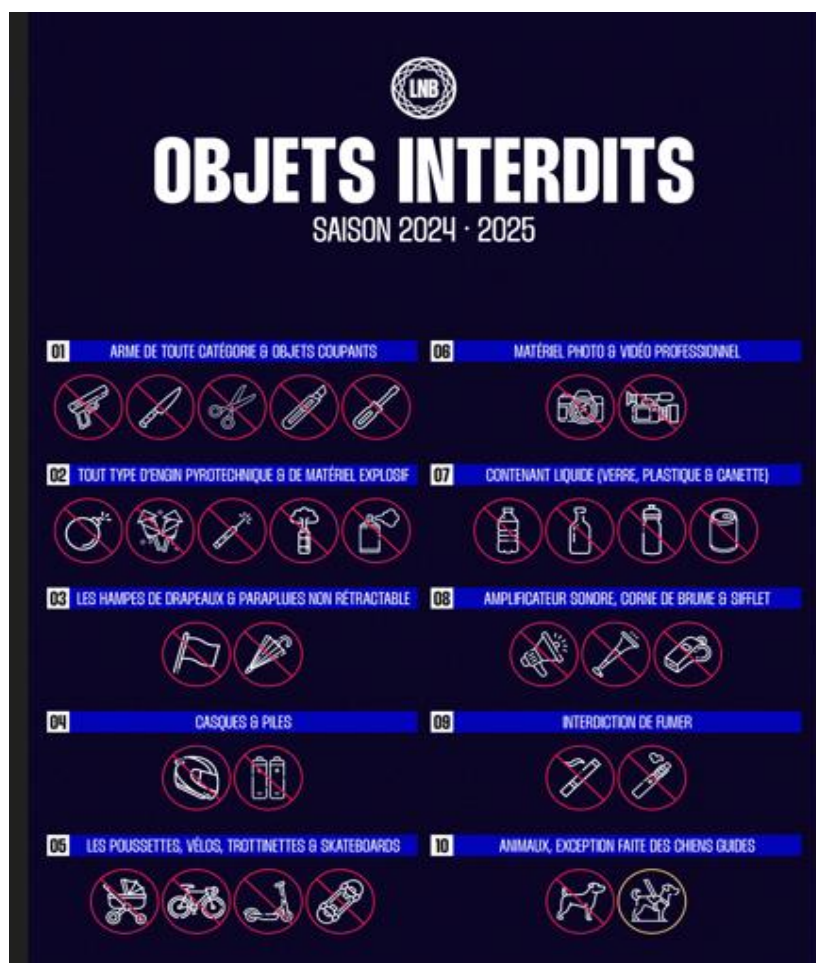 LNB
OBJETS INTERDITS
SAISON 2024 · 2025
01 ARME DE TOUTE CATÉGORIE & OBJETS COUPANTS
02 TOUT TYPE D'ENGIN PYROTECHNIQUE & DE MATÉRIEL EXPLOSIF
03 LES HAMPES DE DRAPEAUX & PARAPLUIES NON RÉTRACTABLE
04 CASQUES & PILES
05 LES POUSSETTES, VÉLOS, TROTTINETTES & SKATEBOARDS
06 MATÉRIEL PHOTO & VIDÉO PROFESSIONNEL
07 CONTENANT LIQUIDE (VERRE, PLASTIQUE & CANETTE)
08 AMPLIFICATEUR SONORE, CORNE DE BRUME & SIFFLET
09 INTERDICTION DE FUMER
10 ANIMAUX, EXCEPTION FAITE DES CHIENS GUIDES